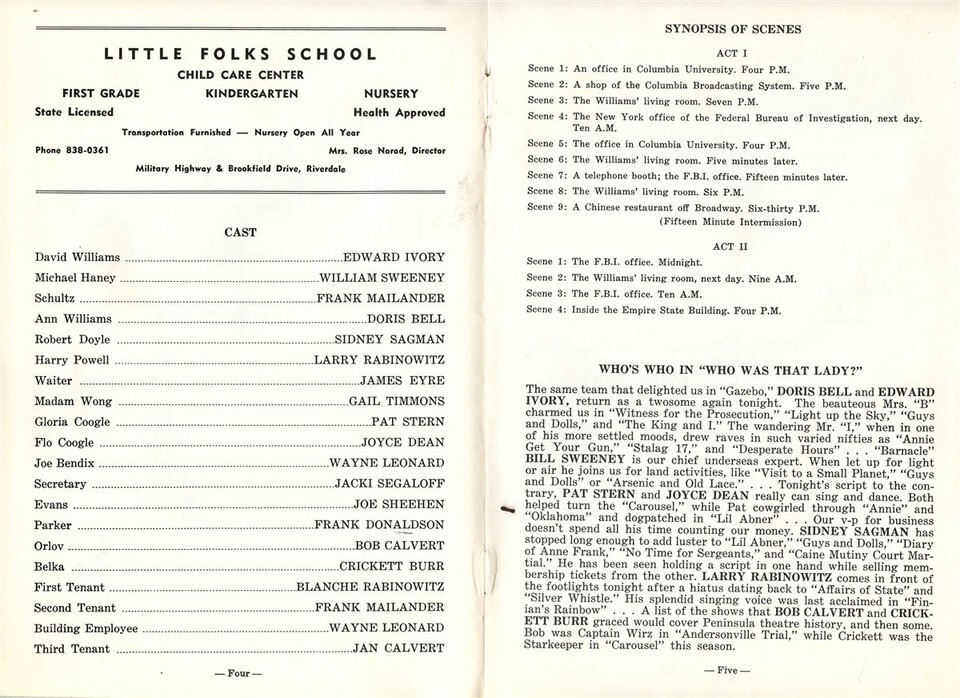 LITTLE FOLKS SCHOOL
CHILD CARE CENTER
FIRST GRADE KINDERGARTEN NURSERY
State Licensed Health Approved
Transportation Furnished — Nursery Open All Year
Phone 838-0361 Mrs. Rose Norad, Director
Military Highway & Brookfield Drive, Riverdale
CAST
David Williams ........ EDWARD IVORY
Michael Haney ........ WILLIAM SWEENEY
Schultz ........ FRANK MAILANDER
Ann Williams ........ DORIS BELL
Robert Doyle ........ SIDNEY SAGMAN
Harry Powell ........ LARRY RABINOWITZ
Waiter ........ JAMES EYRE
Madam Wong ........ GAIL TIMMONS
Gloria Coogle ........ PAT STERN
Flo Coogle ........ JOYCE DEAN
Joe Bendix ........ WAYNE LEONARD
Secretary ........ JACKI SEGALOFF
Evans ........ JOE SHEEHEN
Parker ........ FRANK DONALDSON
Orlov ........ BOB CALVERT
Belka ........ CRICKETT BURR
First Tenant ........ BLANCHE RABINOWITZ
Second Tenant ........ FRANK MAILANDER
Building Employee ........ WAYNE LEONARD
Third Tenant ........ JAN CALVERT
— Four —
SYNOPSIS OF SCENES
ACT I
Scene 1: An office in Columbia University. Four P.M.
Scene 2: A shop of the Columbia Broadcasting System. Five P.M.
Scene 3: The Williams' living room. Seven P.M.
Scene 4: The New York office of the Federal Bureau of Investigation, next day.
Ten A.M.
Scene 5: The office in Columbia University. Four P.M.
Scene 6: The Williams' living room. Five minutes later.
Scene 7: A telephone booth; the F.B.I. office. Fifteen minutes later.
Scene 8: The Williams' living room. Six P.M.
Scene 9: A Chinese restaurant off Broadway. Six-thirty P.M.
(Fifteen Minute Intermission)
ACT II
Scene 1: The F.B.I. office. Midnight.
Scene 2: The Williams' living room, next day. Nine A.M.
Scene 3: The F.B.I. office. Ten A.M.
Scene 4: Inside the Empire State Building. Four P.M.
WHO'S WHO IN "WHO WAS THAT LADY?"
The same team that delighted us in "Gazebo," DORIS BELL and EDWARD
IVORY, return as a twosome again tonight. The beauteous Mrs. "B"
charmed us in "Witness for the Prosecution," "Light up the Sky," "Guys
and Dolls," and "The King and I." The wandering Mr. "I," when in one
of his more settled moods, drew raves in such varied nifties as "Annie
Get Your Gun," "Stalag 17," and "Desperate Hours" . . . "Barnacle"
BILL SWEENEY is our chief underseas expert. When let up for light
or air he joins us for land activities, like "Visit to a Small Planet," "Guys
and Dolls" or "Arsenic and Old Lace." . . . Tonight's script to the con-
trary, PAT STERN and JOYCE DEAN really can sing and dance. Both
helped turn the "Carousel," while Pat cowgirled through "Annie" and
"Oklahoma" and dogpatched in "Lil Abner" . . . Our v-p for business
doesn't spend all his time counting our money. SIDNEY SAGMAN has
stopped long enough to add luster to "Lil Abner," "Guys and Dolls," "Diary
of Anne Frank," "No Time for Sergeants," and "Caine Mutiny Court Mar-
tial." He has been seen holding a script in one hand while selling mem-
bership tickets from the other. LARRY RABINOWITZ comes in front of
the footlights tonight after a hiatus dating back to "Affairs of State" and
"Silver Whistle." His splendid singing voice was last acclaimed in "Fin-
ian's Rainbow" . . . A list of the shows that BOB CALVERT and CRICK-
ETT BURR graced would cover Peninsula theatre history, and then some.
Bob was Captain Wirz in "Andersonville Trial," while Crickett was the
Starkeeper in "Carousel" this season.
— Five —